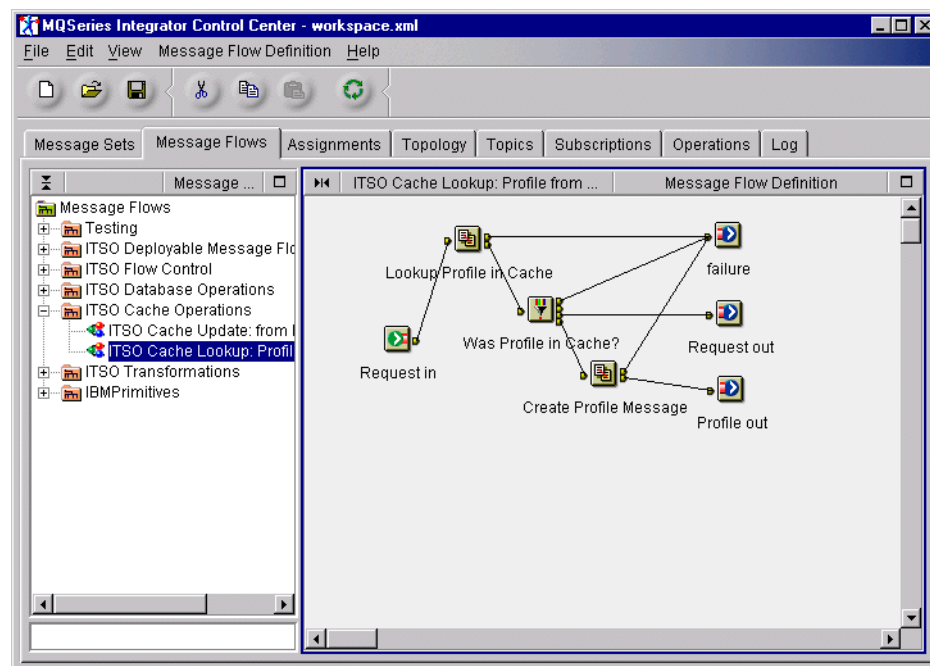 MQSeries Integrator Control Center - workspace.xml
File Edit View Message Flow Definition Help
Message Sets Message Flows Assignments Topology Topics Subscriptions Operations Log
Message ...
ITSO Cache Lookup: Profile from ... Message Flow Definition
Message Flows
Testing
ITSO Deployable Message Flo
ITSO Flow Control
ITSO Database Operations
ITSO Cache Operations
ITSO Cache Update: from
ITSO Cache Lookup: Profil
ITSO Transformations
IBMPrimitives
Lookup Profile in Cache
failure
Was Profile in Cache?
Request out
Request in
Create Profile Message
Profile out